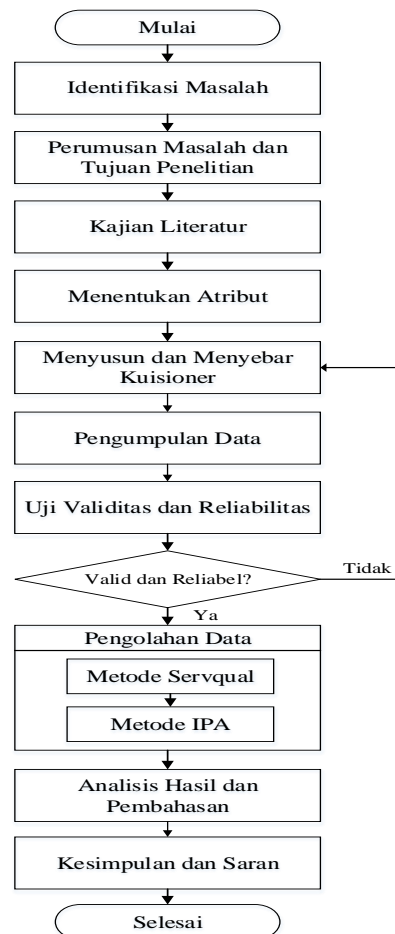 Mulai
Identifikasi Masalah
Perumusan Masalah dan
Tujuan Penelitian
Kajian Literatur
Menentukan Atribut
Menyusun dan Menyebar
Kuisioner
Pengumpulan Data
Uji Validitas dan Reliabilitas
Valid dan Reliabel?
Tidak
Ya
Pengolahan Data
Metode Servqual
Metode IPA
Analisis Hasil dan
Pembahasan
Kesimpulan dan Saran
Selesai